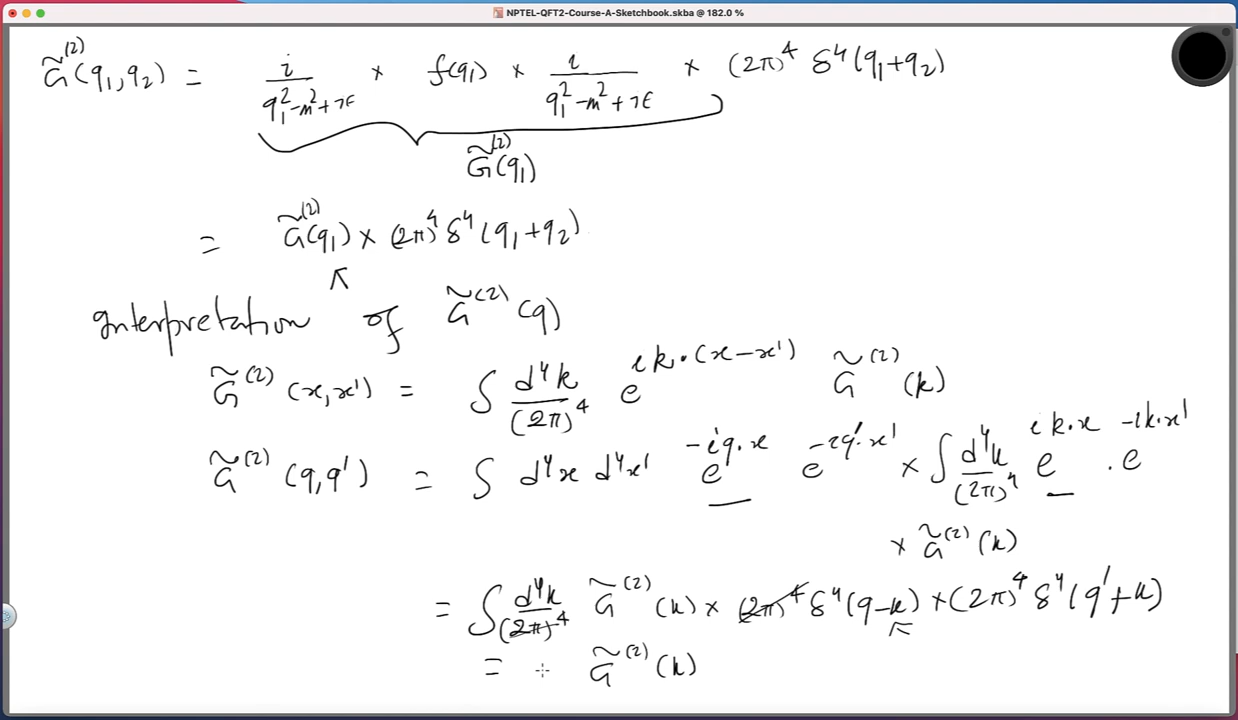 NPTEL-QFT2-Course-A-Sketchbook.skba @ 182.0 %
G̃⁽²⁾(q₁,q₂) = i/(q₁²-m²+iϵ) × f(q₁) × i/(q₁²-m²+iϵ) × (2π)⁴ δ⁴(q₁+q₂)
G̃⁽²⁾(q₁)
= G̃⁽²⁾(q₁) × (2π)⁴ δ⁴(q₁+q₂)
Interpretation of G̃⁽²⁾(q)
G̃⁽²⁾(x,x') = ∫ d⁴k/(2π)⁴ e^{ik·(x-x')} G̃⁽²⁾(k)
G̃⁽²⁾(q,q') = ∫ d⁴x d⁴x' e^{-iq·x} e^{-iq'·x'} × ∫ d⁴k/(2π)⁴ e^{ik·x} · e^{-ik·x'}
× G̃⁽²⁾(k)
= ∫ d⁴k/(2π)⁴ G̃⁽²⁾(k) × (2π)⁴ δ⁴(q-k) × (2π)⁴ δ⁴(q'+k)
= G̃⁽²⁾(k)